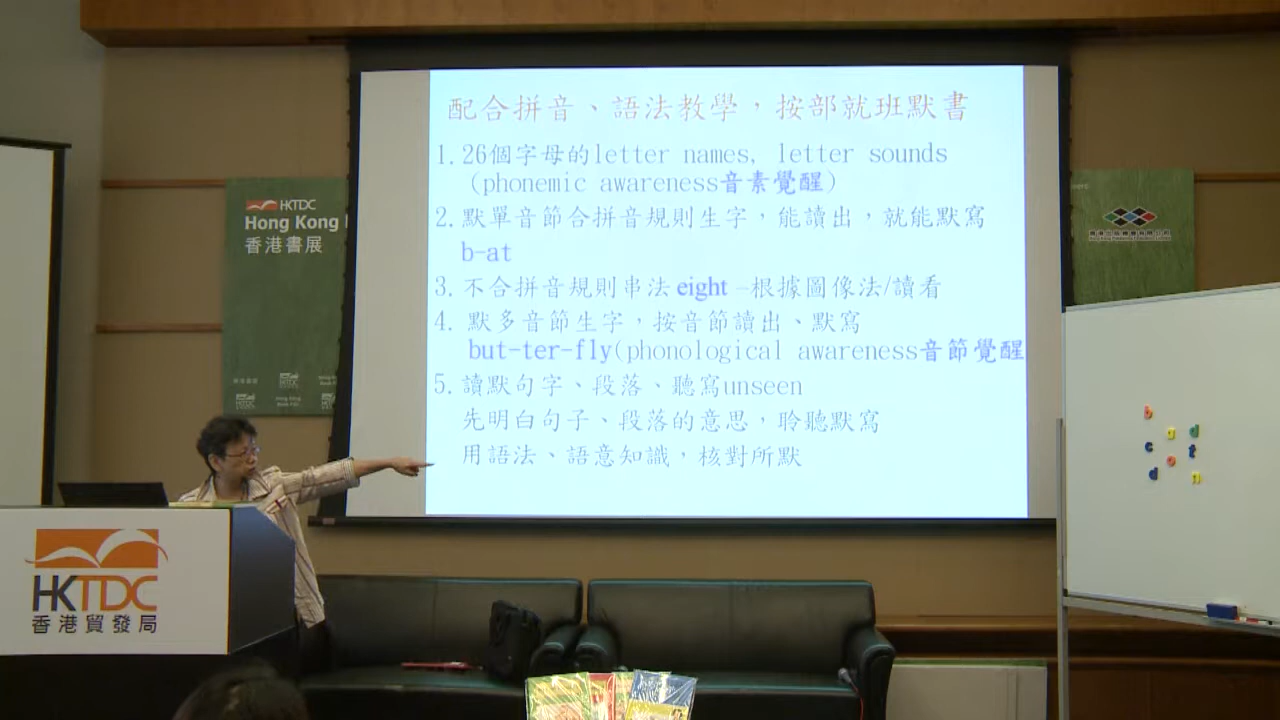 配合拼音、語法教學，按部就班默書
1.26個字母的letter names, letter sounds
(phonemic awareness音素覺醒)
2.默單音節合拼音規則生字，能讀出，就能默寫
b-at
3.不合拼音規則串法eight –根據圖像法/讀看
4.默多音節生字，按音節讀出、默寫
but-ter-fly(phonological awareness音節覺醒
5.讀默句字、段落、聽寫unseen
先明白句子、段落的意思，聆聽默寫
用語法、語意知識，核對所默
HKTDC
Hong Kong
香港書展
HKTDC
香港貿發局